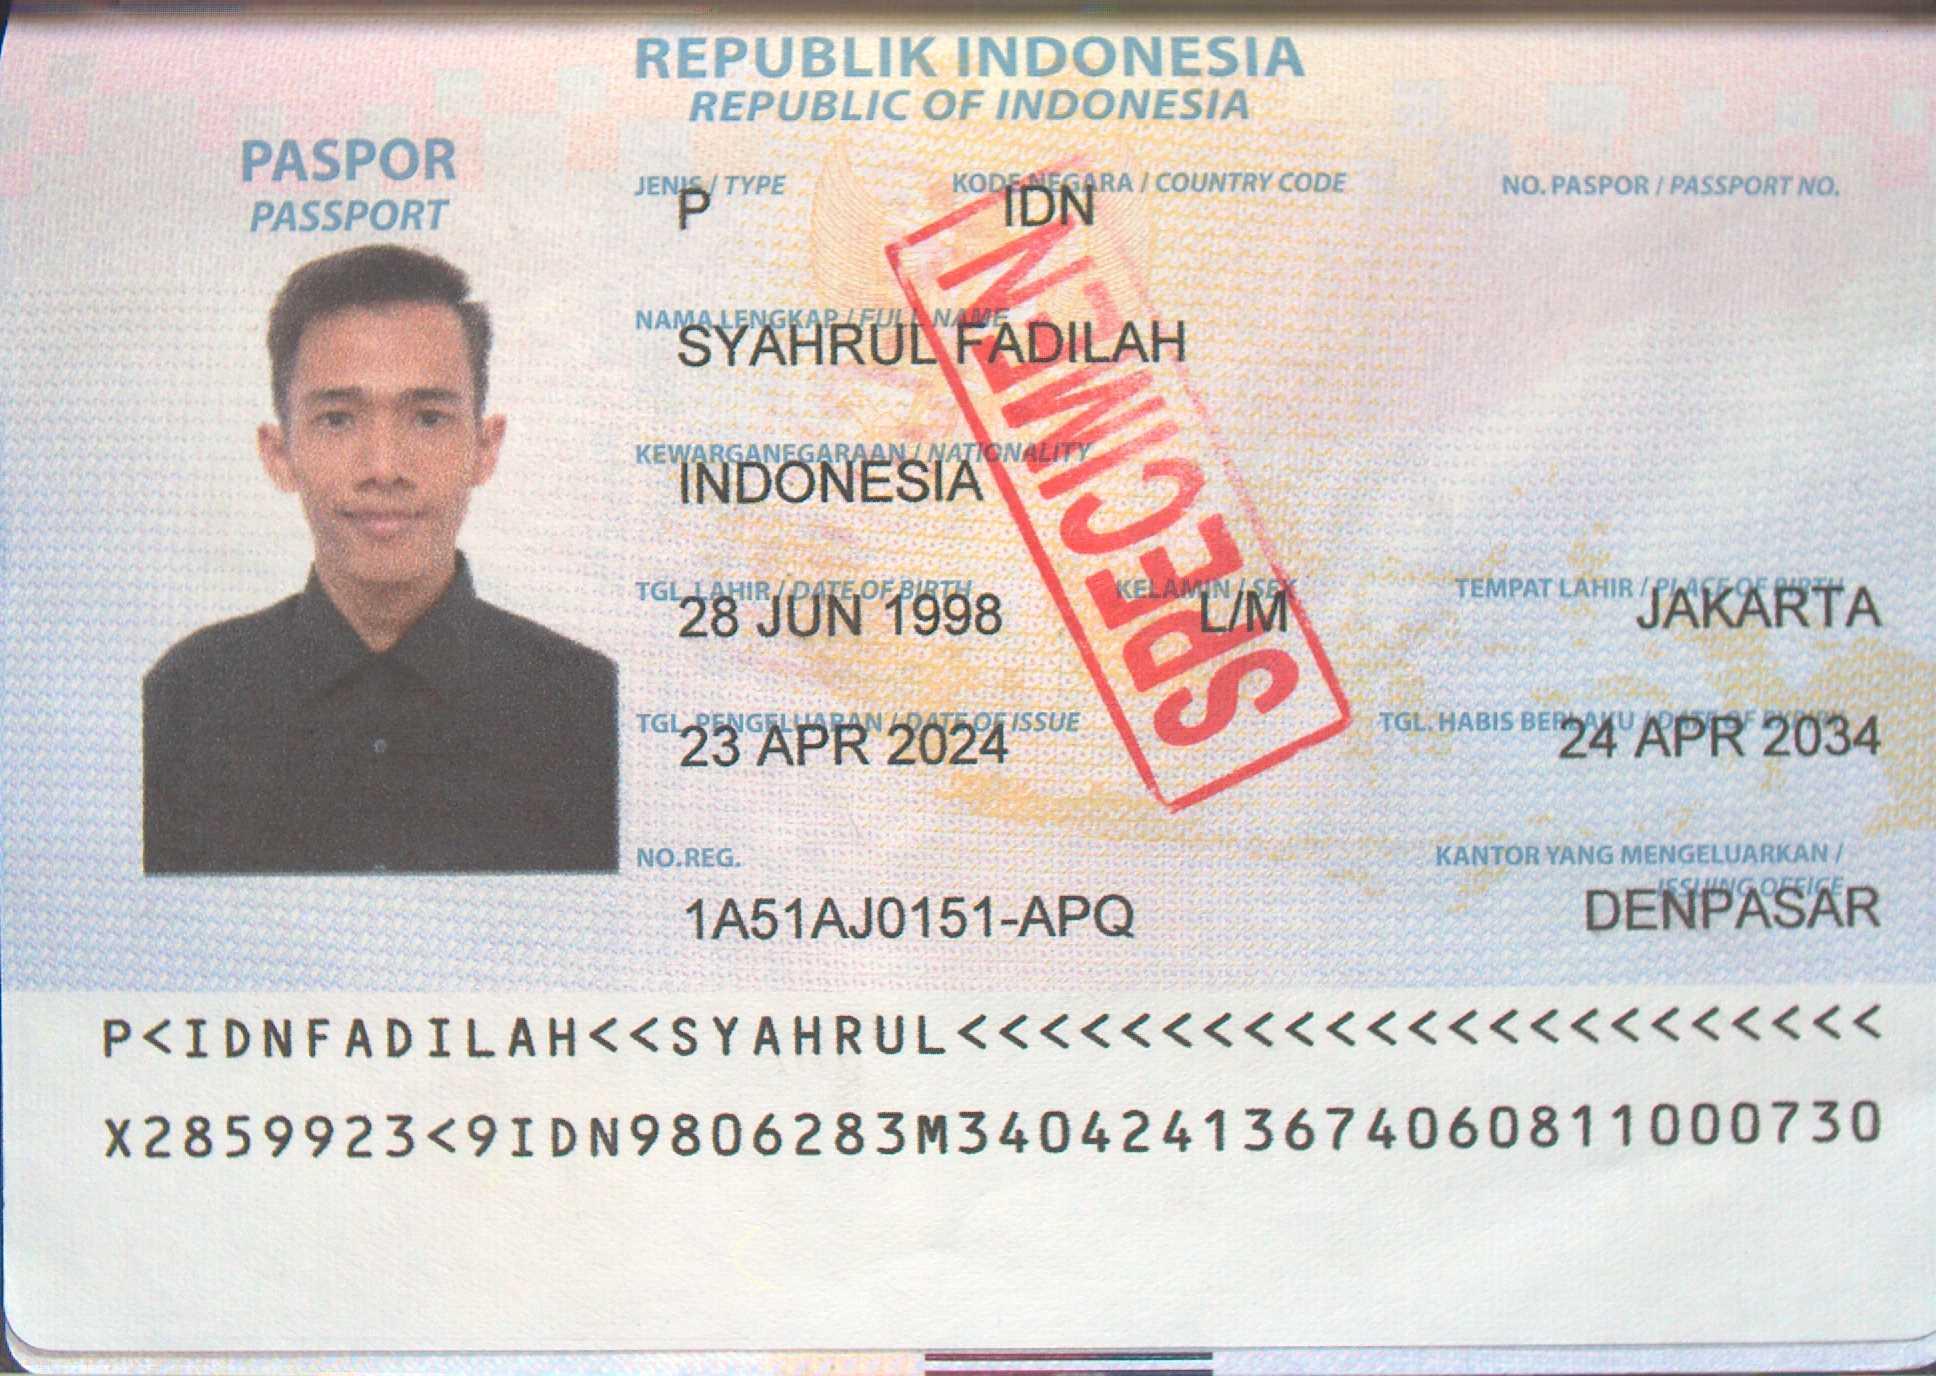 REPUBLIK INDONESIA
REPUBLIC OF INDONESIA
PASPOR
PASSPORT
JENIS / TYPE
KODE NEGARA / COUNTRY CODE
NO. PASPOR / PASSPORT NO.
P
IDN
NAMA LENGKAP / FULL NAME
SYAHRUL FADILAH
KEWARGANEGARAAN / NATIONALITY
INDONESIA
TGL. LAHIR / DATE OF BIRTH
KELAMIN / SEX
TEMPAT LAHIR / PLACE OF BIRTH
28 JUN 1998
L/M
JAKARTA
TGL. PENGELUARAN / DATE OF ISSUE
TGL. HABIS BERLAKU / DATE OF EXPIRY
23 APR 2024
24 APR 2034
NO.REG.
KANTOR YANG MENGELUARKAN /
ISSUING OFFICE
1A51AJ0151-APQ
DENPASAR
SPECIMEN
P<IDNFADILAH<<SYAHRUL<<<<<<<<<<<<<<<<<<<<<<<
X2859923<9IDN9806283M3404241367406081100​0730